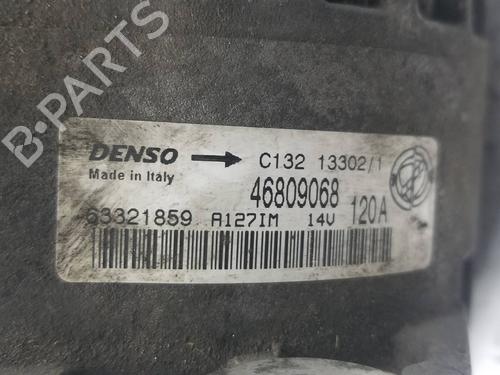 B-PARTS
DENSO → C132 13302/1
Made in Italy 46809068
63321859 A127IM 14V 120A